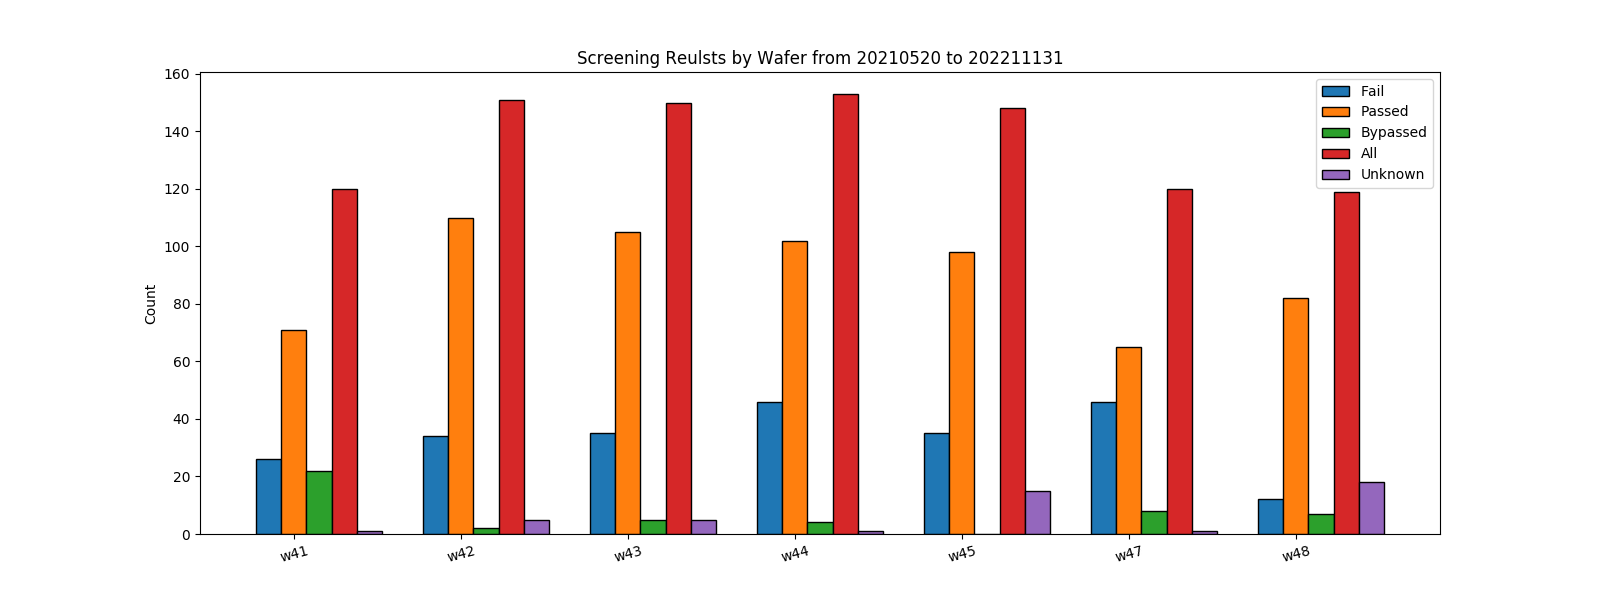 Screening Reulsts by Wafer from 20210520 to 202211131
160
140
120
100
80
60
40
20
0
Count
Fail
Passed
Bypassed
All
Unknown
w41 w42 w43 w44 w45 w47 w48